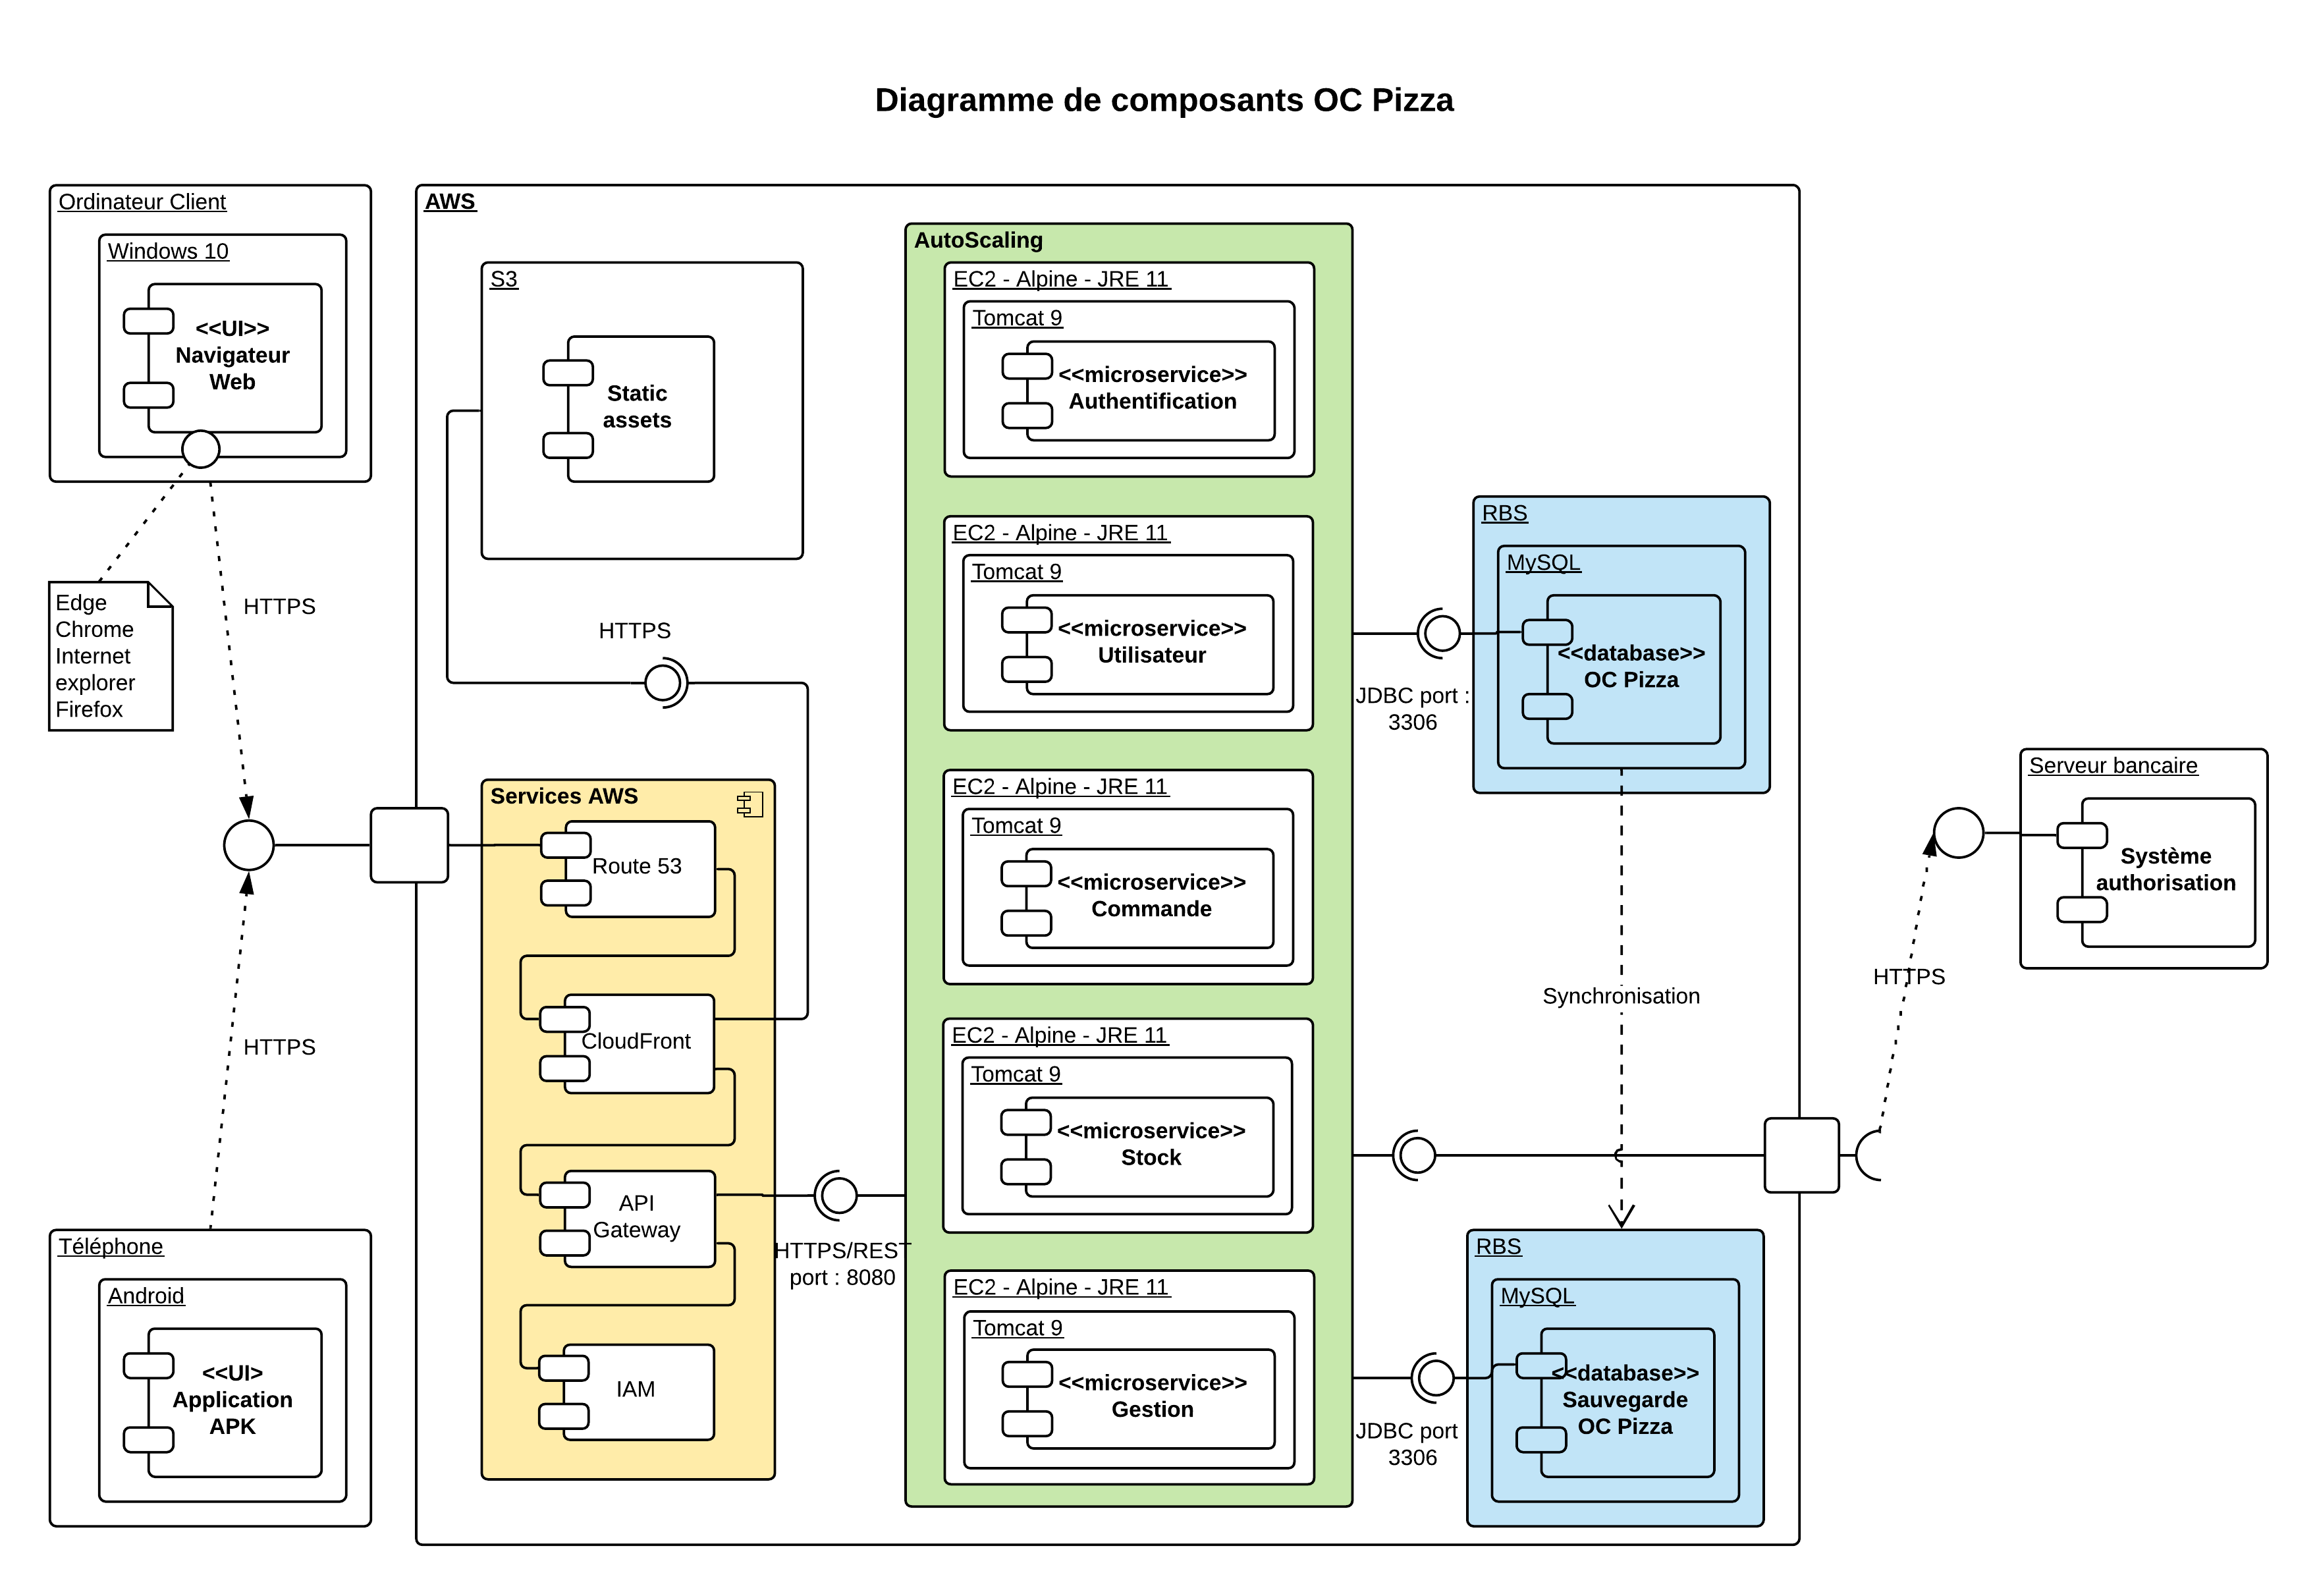 Diagramme de composants OC Pizza
Ordinateur Client
Windows 10
<<UI>>
Navigateur
Web
Edge
Chrome
Internet
explorer
Firefox
HTTPS
HTTPS
Téléphone
Android
<<UI>
Application
APK
AWS
S3
Static
assets
HTTPS
Services AWS
Route 53
CloudFront
API
Gateway
IAM
HTTPS/REST
port : 8080
AutoScaling
EC2 - Alpine - JRE 11
Tomcat 9
<<microservice>>
Authentification
EC2 - Alpine - JRE 11
Tomcat 9
<<microservice>>
Utilisateur
EC2 - Alpine - JRE 11
Tomcat 9
<<microservice>>
Commande
EC2 - Alpine - JRE 11
Tomcat 9
<<microservice>>
Stock
EC2 - Alpine - JRE 11
Tomcat 9
<<microservice>>
Gestion
JDBC port :
3306
RBS
MySQL
<<database>>
OC Pizza
Synchronisation
JDBC port
3306
RBS
MySQL
<<database>>
Sauvegarde
OC Pizza
HTTPS
Serveur bancaire
Système
authorisation